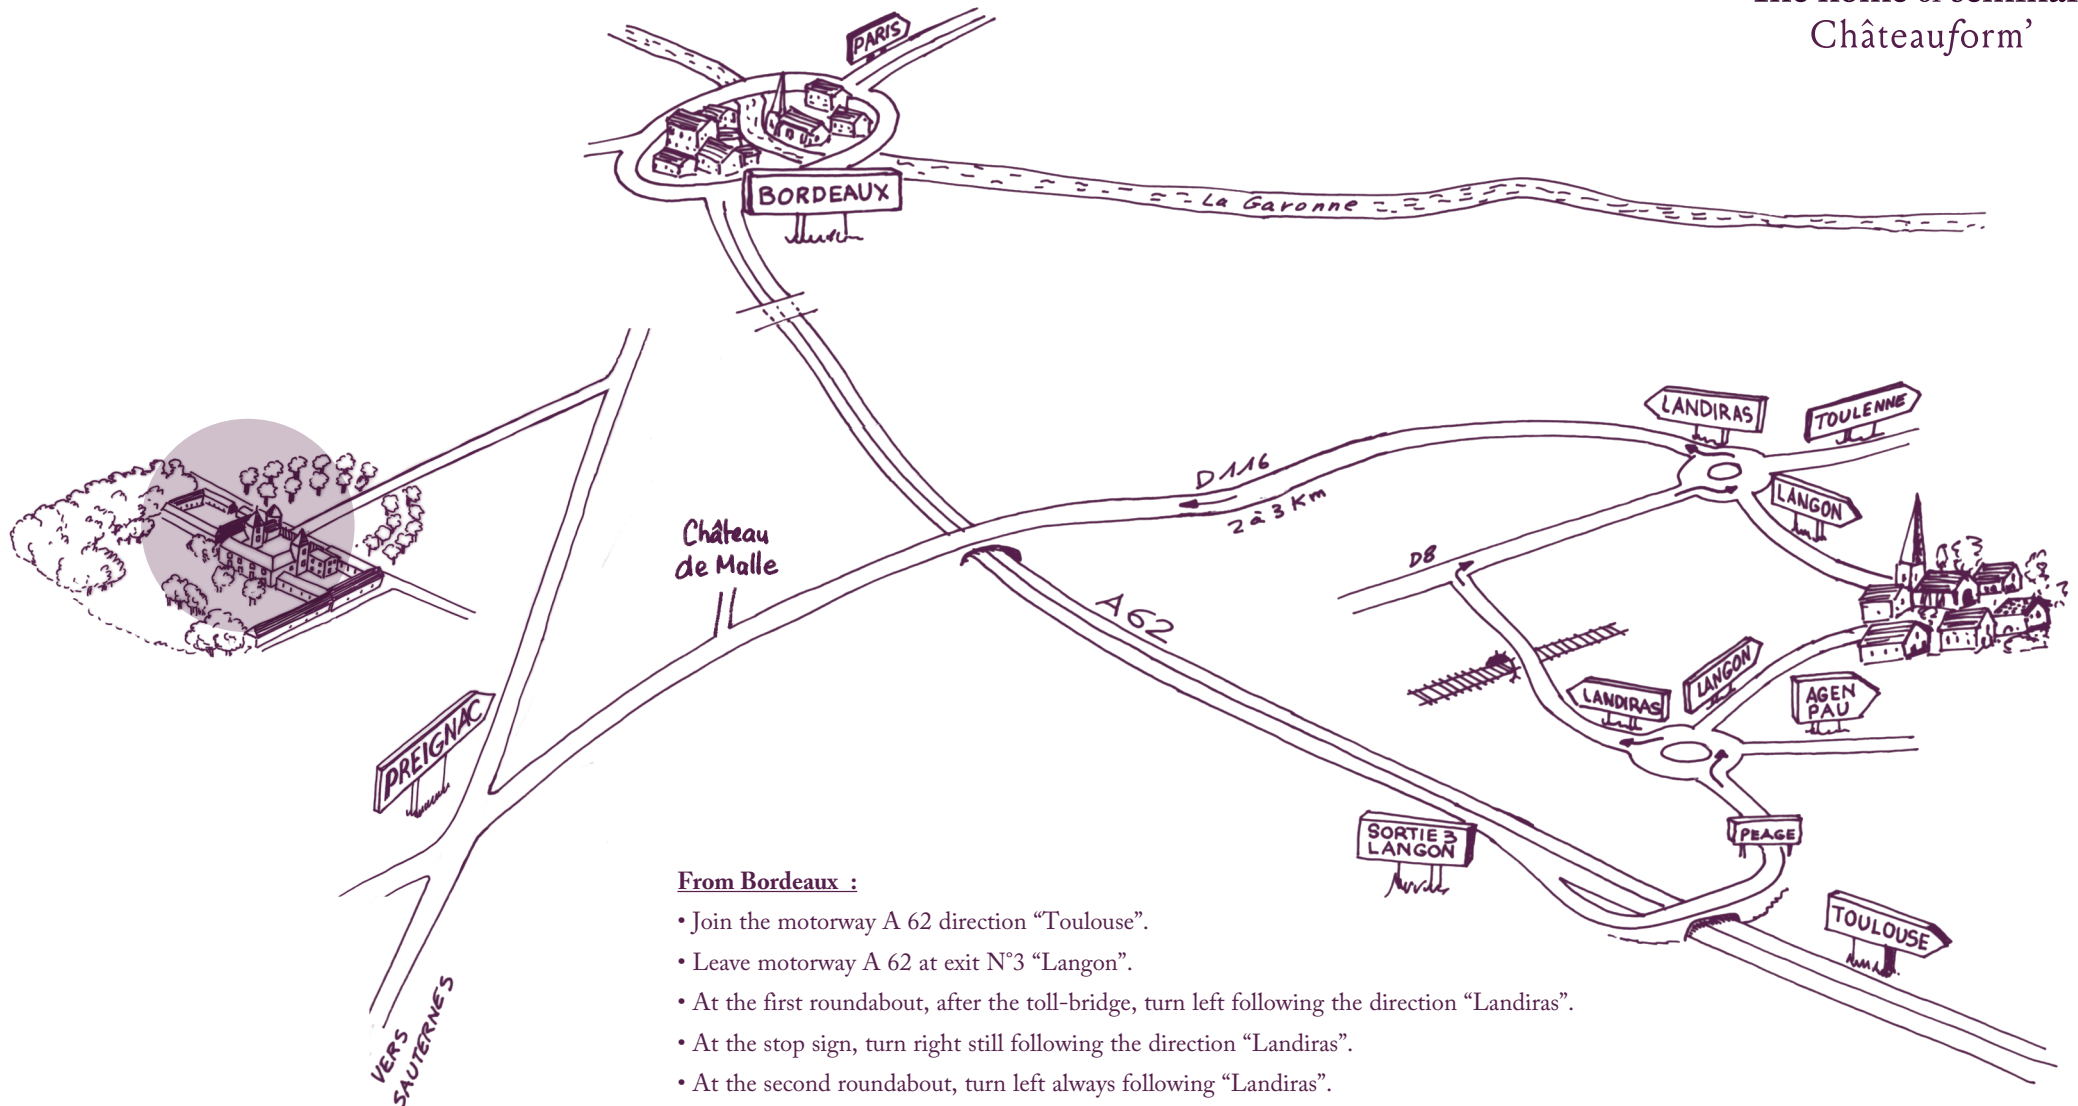 Châteauform’
PARIS
BORDEAUX
La Garonne
LANDIRAS
TOULENNE
D 116
2 à 3 Km
LANGON
Château
de Malle
D8
A 62
LANDIRAS
LANGON
AGEN
PAU
PREIGNAC
SORTIE 3
LANGON
PEAGE
TOULOUSE
VERS
SAUTERNES
From Bordeaux :
• Join the motorway A 62 direction “Toulouse”.
• Leave motorway A 62 at exit N°3 “Langon”.
• At the first roundabout, after the toll-bridge, turn left following the direction “Landiras”.
• At the stop sign, turn right still following the direction “Landiras”.
• At the second roundabout, turn left always following “Landiras”.